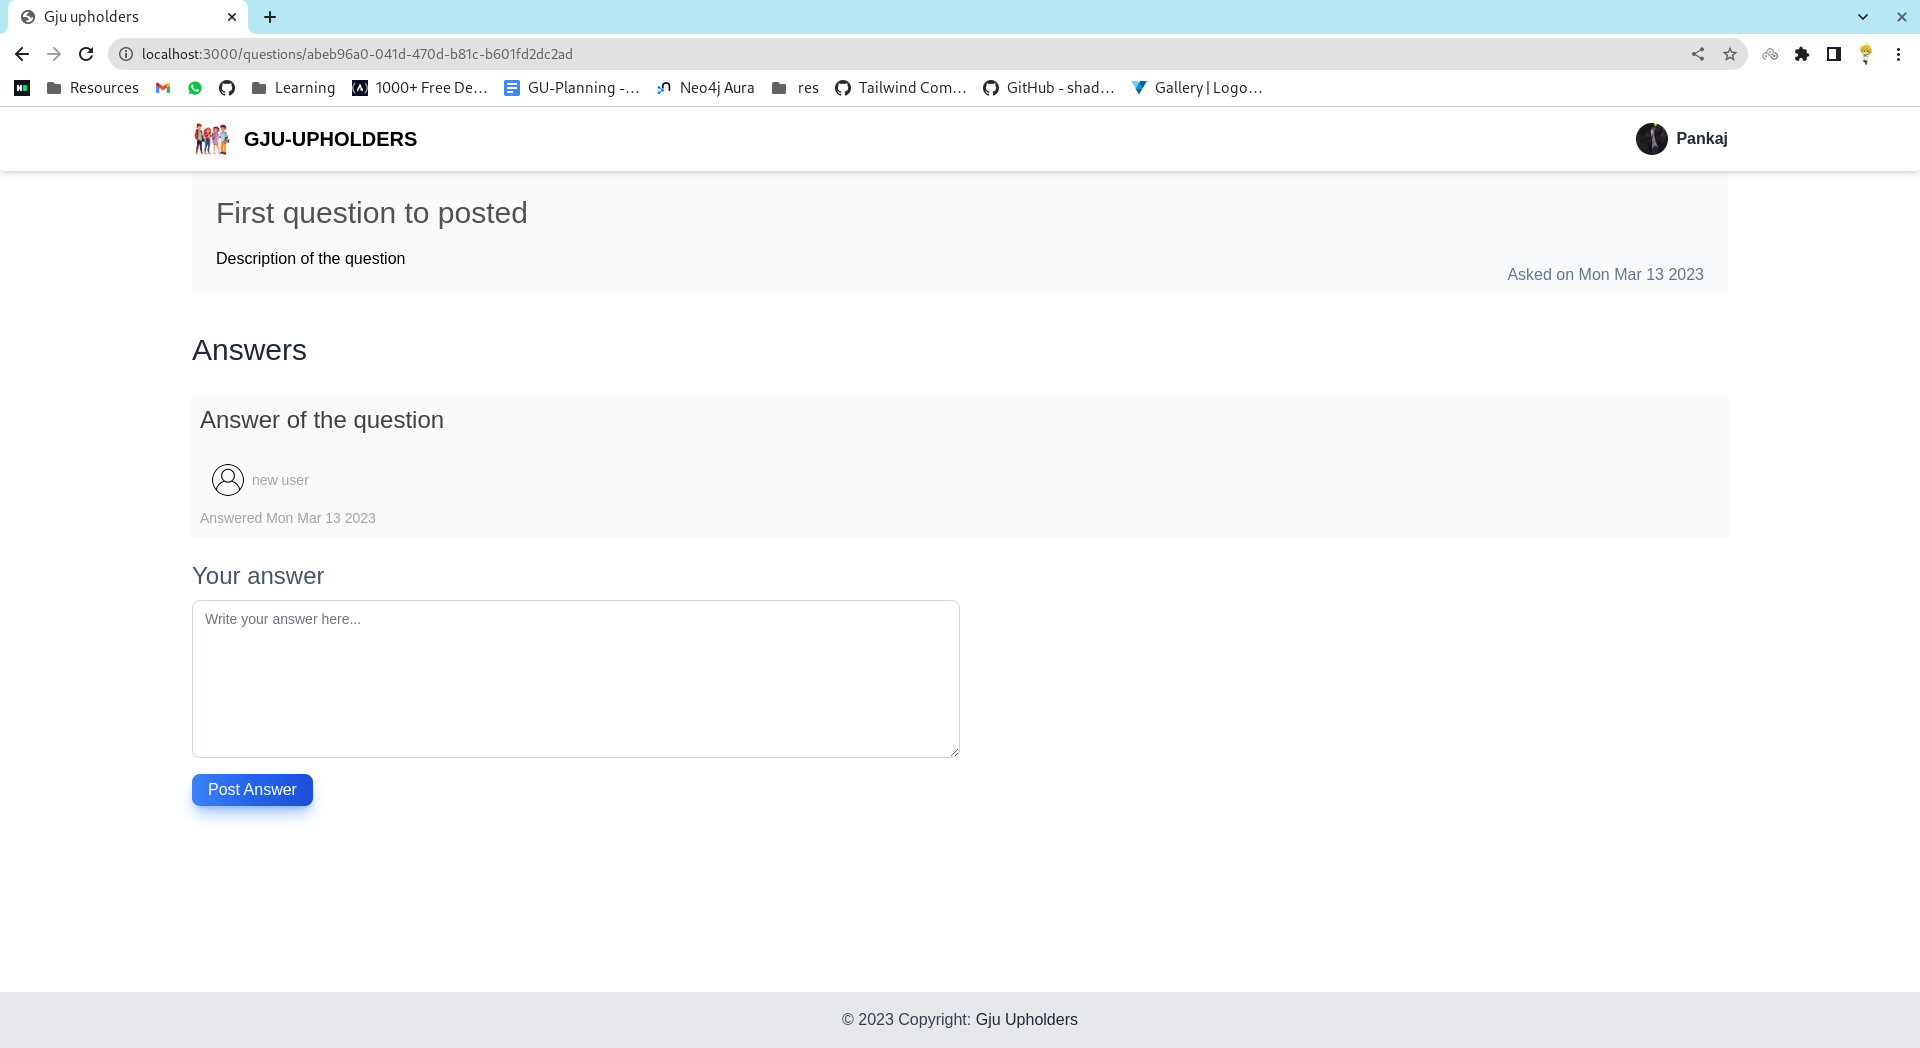 Gju upholders
localhost:3000/questions/abeb96a0-041d-470d-b81c-b601fd2dc2ad
Resources Learning 1000+ Free De... GU-Planning -... Neo4j Aura res Tailwind Com... GitHub - shad... Gallery | Logo...
GJU-UPHOLDERS Pankaj
First question to posted
Description of the question
Asked on Mon Mar 13 2023
Answers
Answer of the question
new user
Answered Mon Mar 13 2023
Your answer
Write your answer here...
Post Answer
© 2023 Copyright: Gju Upholders